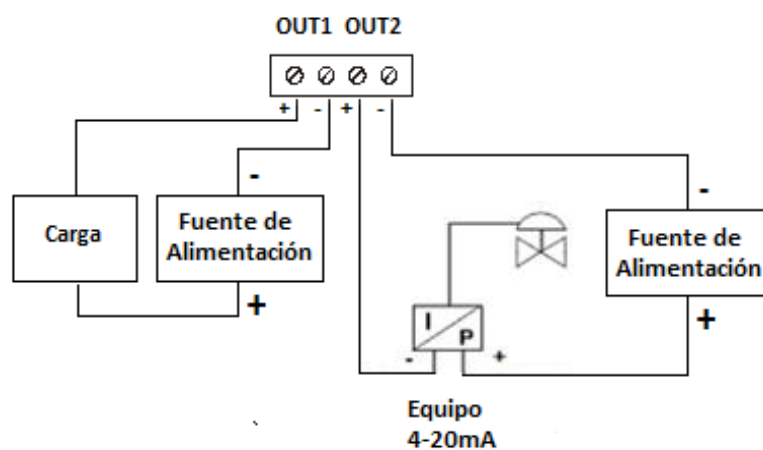 OUT1 OUT2
+ - + -
-
-
Carga
Fuente de
Alimentación
Fuente de
Alimentación
+
+
I
P
- +
Equipo
4-20mA